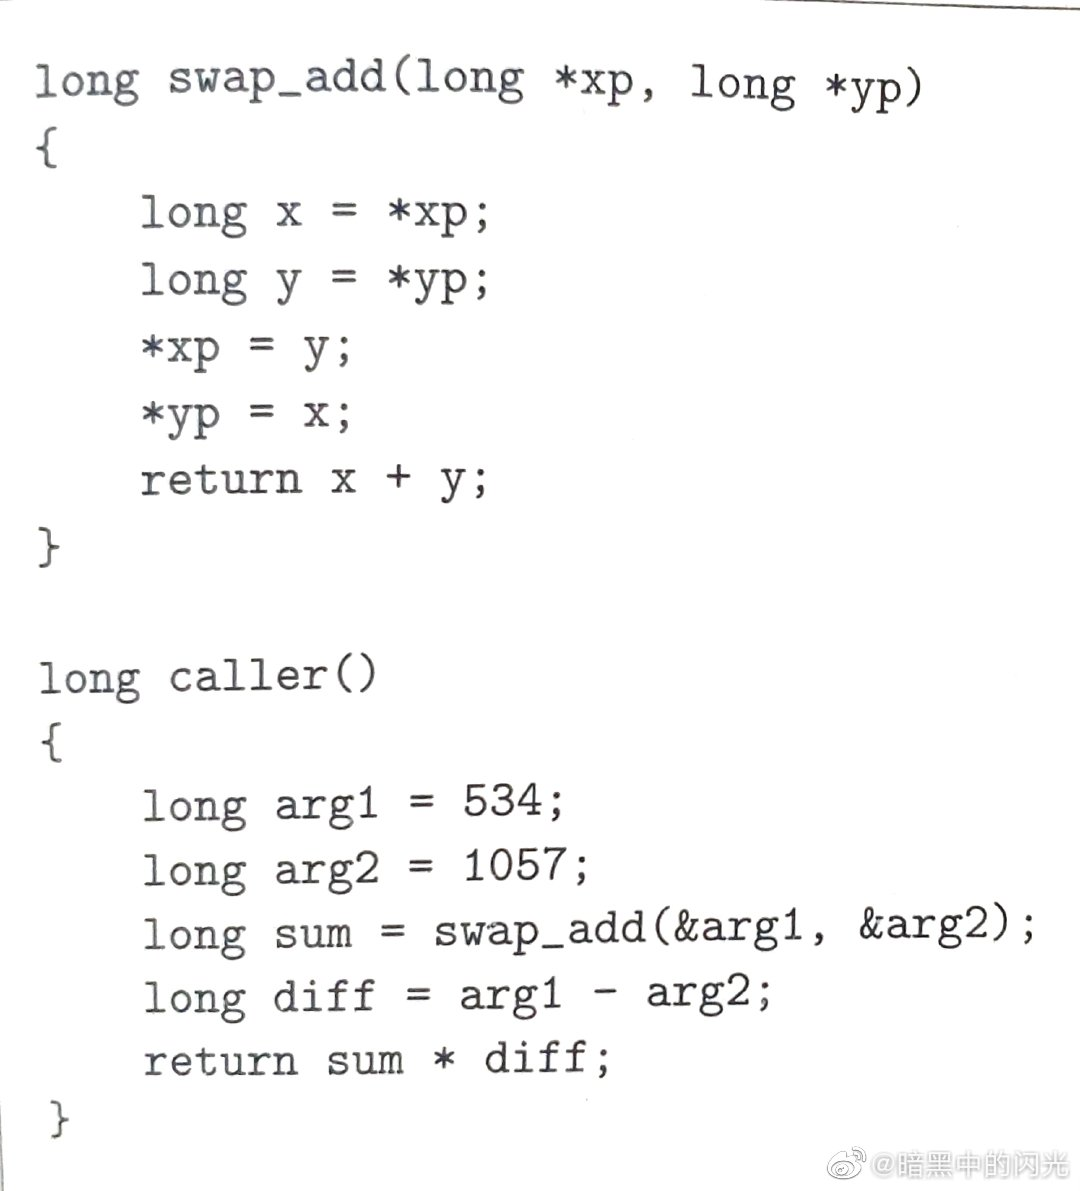 long swap_add(long *xp, long *yp)
{
    long x = *xp;
    long y = *yp;
    *xp = y;
    *yp = x;
    return x + y;
}

long caller()
{
    long arg1 = 534;
    long arg2 = 1057;
    long sum = swap_add(&arg1, &arg2);
    long diff = arg1 - arg2;
    return sum * diff;
}
@暗黑中的闪光